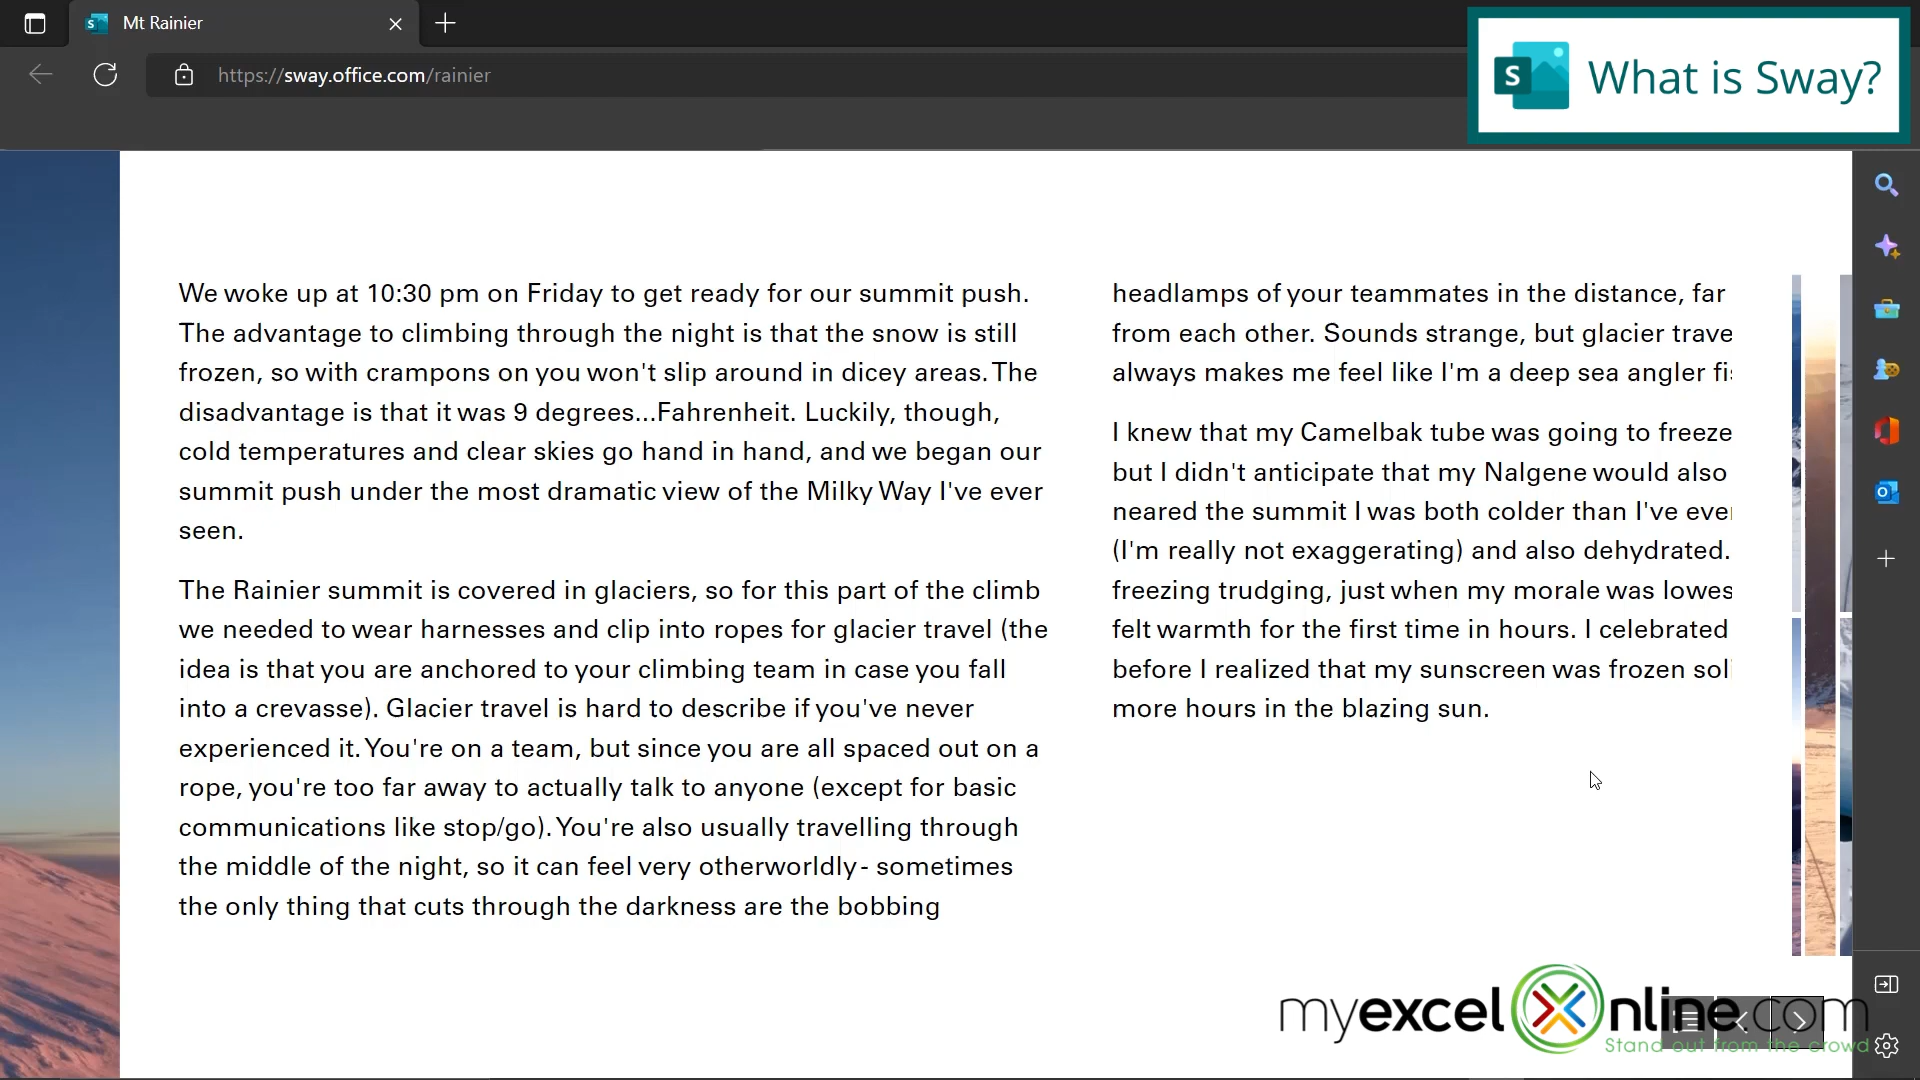 Mt Rainier
https://sway.office.com/rainier
S What is Sway?
We woke up at 10:30 pm on Friday to get ready for our summit push.
The advantage to climbing through the night is that the snow is still
frozen, so with crampons on you won't slip around in dicey areas. The
disadvantage is that it was 9 degrees...Fahrenheit. Luckily, though,
cold temperatures and clear skies go hand in hand, and we began our
summit push under the most dramatic view of the Milky Way I've ever
seen.
The Rainier summit is covered in glaciers, so for this part of the climb
we needed to wear harnesses and clip into ropes for glacier travel (the
idea is that you are anchored to your climbing team in case you fall
into a crevasse). Glacier travel is hard to describe if you've never
experienced it. You're on a team, but since you are all spaced out on a
rope, you're too far away to actually talk to anyone (except for basic
communications like stop/go). You're also usually travelling through
the middle of the night, so it can feel very otherworldly - sometimes
the only thing that cuts through the darkness are the bobbing
headlamps of your teammates in the distance, far
from each other. Sounds strange, but glacier trave
always makes me feel like I'm a deep sea angler fi
I knew that my Camelbak tube was going to freeze
but I didn't anticipate that my Nalgene would also
neared the summit I was both colder than I've ever
(I'm really not exaggerating) and also dehydrated.
freezing trudging, just when my morale was lowes
felt warmth for the first time in hours. I celebrated
before I realized that my sunscreen was frozen soli
more hours in the blazing sun.
myexcelonline.com
Stand out from the crowd